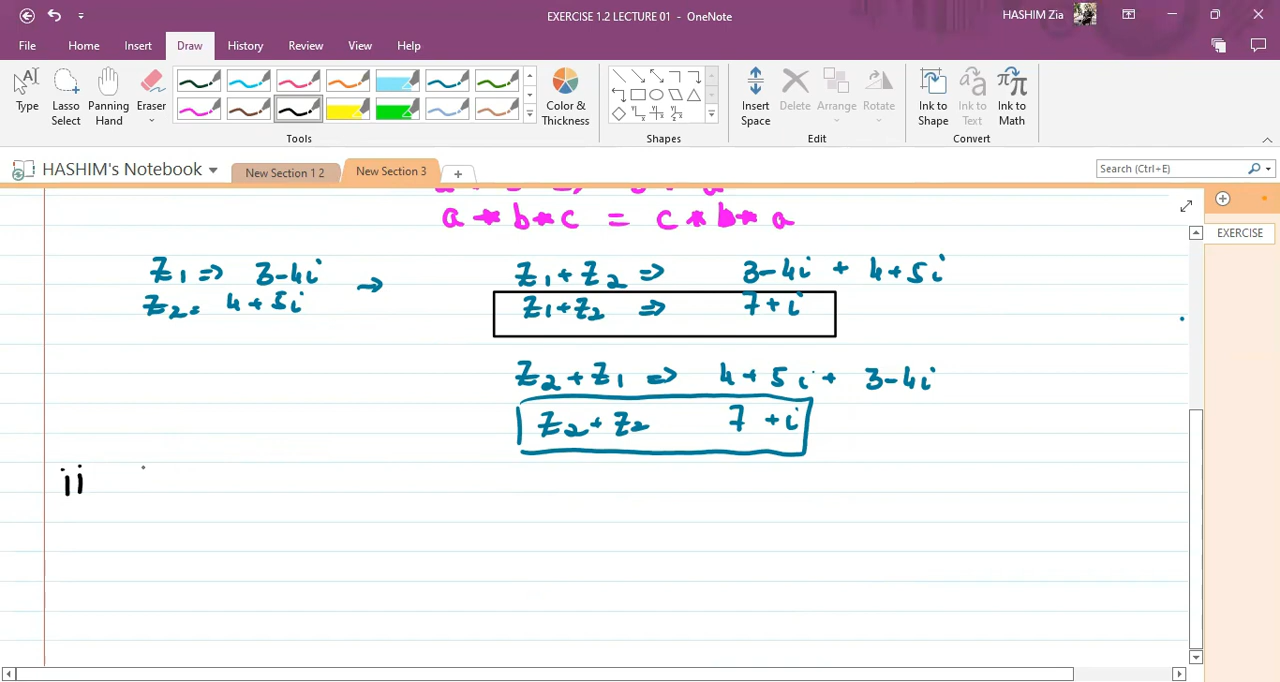 EXERCISE 1.2 LECTURE 01 - OneNote
HASHIM Zia
File Home Insert Draw History Review View Help
Type
Lasso Select
Panning Hand
Eraser
Color & Thickness
Insert Space
Delete
Arrange
Rotate
Ink to Shape
Ink to Text
Ink to Math
Tools
Shapes
Edit
Convert
HASHIM's Notebook
New Section 1 2
New Section 3
Search (Ctrl+E)
EXERCISE
a * b * c = c * b * a
Z1 ⇒ 3-4i →
Z2 = 4 + 5i
Z1 + Z2 ⇒ 3-4i + 4+5i
Z1+Z2 ⇒ 7+i
Z2 + Z1 ⇒ 4 + 5i + 3-4i
Z2 + Z2 7 + i
ii